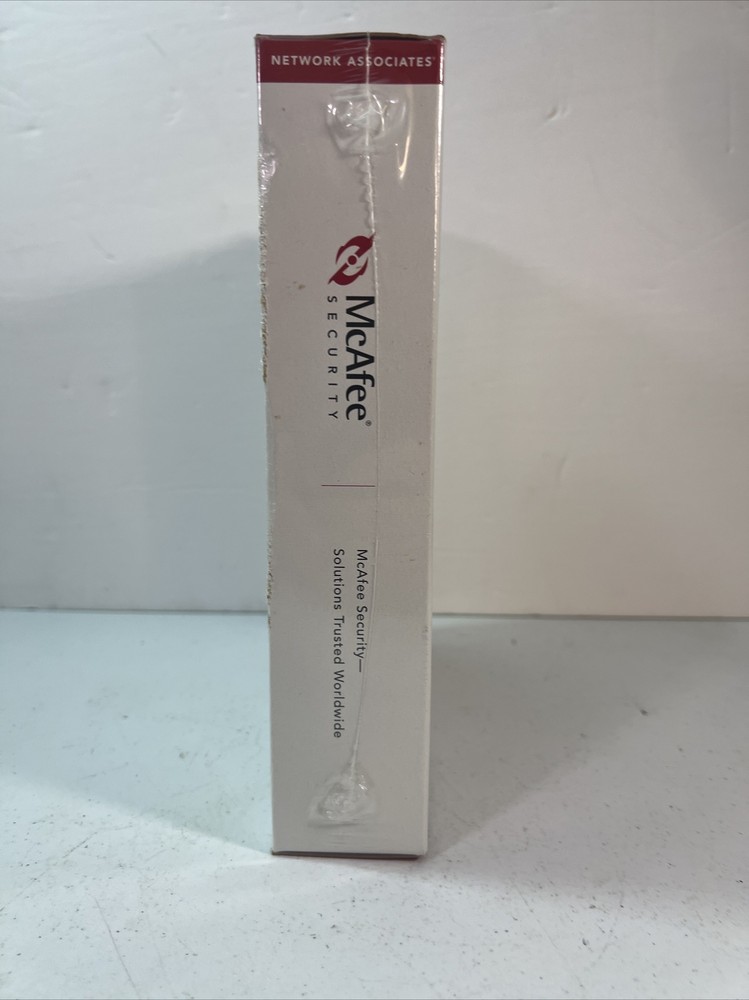 NETWORK ASSOCIATES
McAfee®
SECURITY
McAfee Security—
Solutions Trusted Worldwide